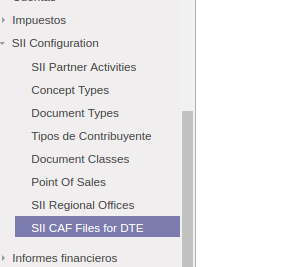 Cuentas
Impuestos
SII Configuration
SII Partner Activities
Concept Types
Document Types
Tipos de Contribuyente
Document Classes
Point Of Sales
SII Regional Offices
SII CAF Files for DTE
Informes financieros